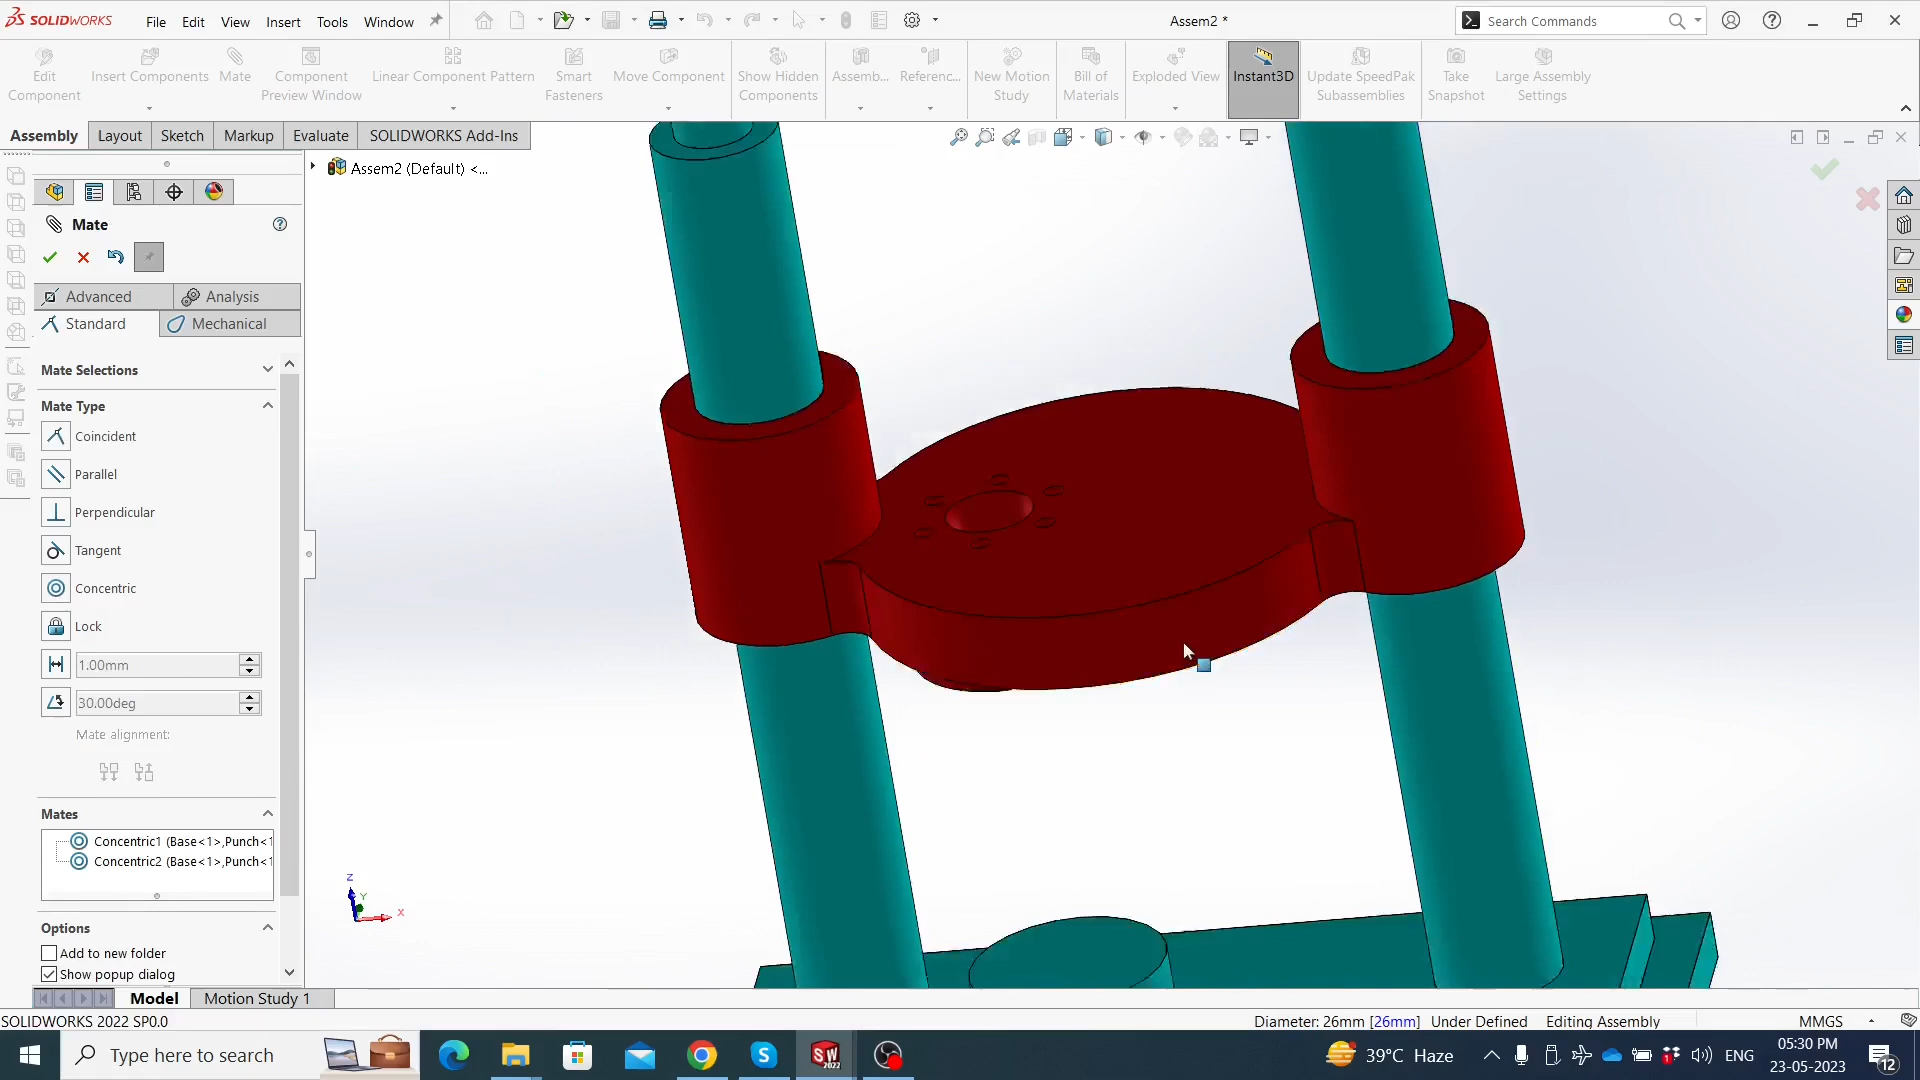 SOLIDWORKS
File Edit View Insert Tools Window
Assem2 *
Search Commands
Edit Component
Insert Components
Mate
Component Preview Window
Linear Component Pattern
Smart Fasteners
Move Component
Show Hidden Components
Assemb...
Referenc...
New Motion Study
Bill of Materials
Exploded View
Instant3D
Update SpeedPak Subassemblies
Take Snapshot
Large Assembly Settings
Assembly Layout Sketch Markup Evaluate SOLIDWORKS Add-Ins
Assem2 (Default) <...
Mate
Advanced Analysis
Standard Mechanical
Mate Selections
Mate Type
Coincident
Parallel
Perpendicular
Tangent
Concentric
Lock
1.00mm
30.00deg
Mate alignment:
Mates
Concentric1 (Base<1>,Punch<1
Concentric2 (Base<1>,Punch<1
Options
Add to new folder
Show popup dialog
Z
Y
X
Model Motion Study 1
SOLIDWORKS 2022 SP0.0
Diameter: 26mm [26mm] Under Defined Editing Assembly MMGS
Type here to search
SW
2022
39°C Haze
ENG
05:30 PM
23-05-2023
12